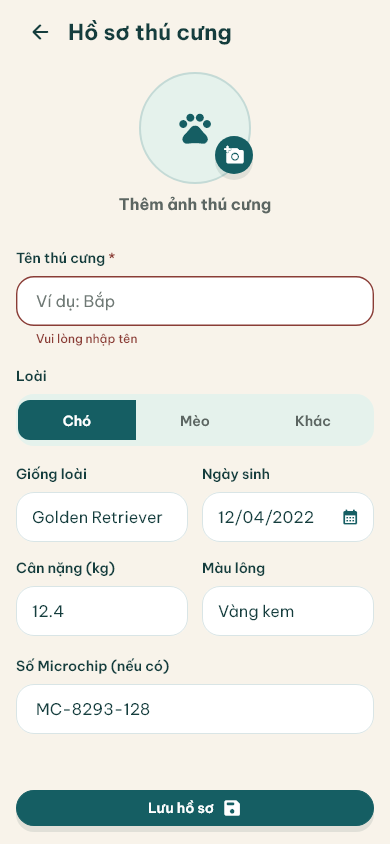 Hồ sơ thú cưng
Thêm ảnh thú cưng
Tên thú cưng *
Ví dụ: Bắp
Vui lòng nhập tên
Loài
Chó
Mèo
Khác
Giống loài
Ngày sinh
Golden Retriever
12/04/2022
Cân nặng (kg)
Màu lông
12.4
Vàng kem
Số Microchip (nếu có)
MC-8293-128
Lưu hồ sơ